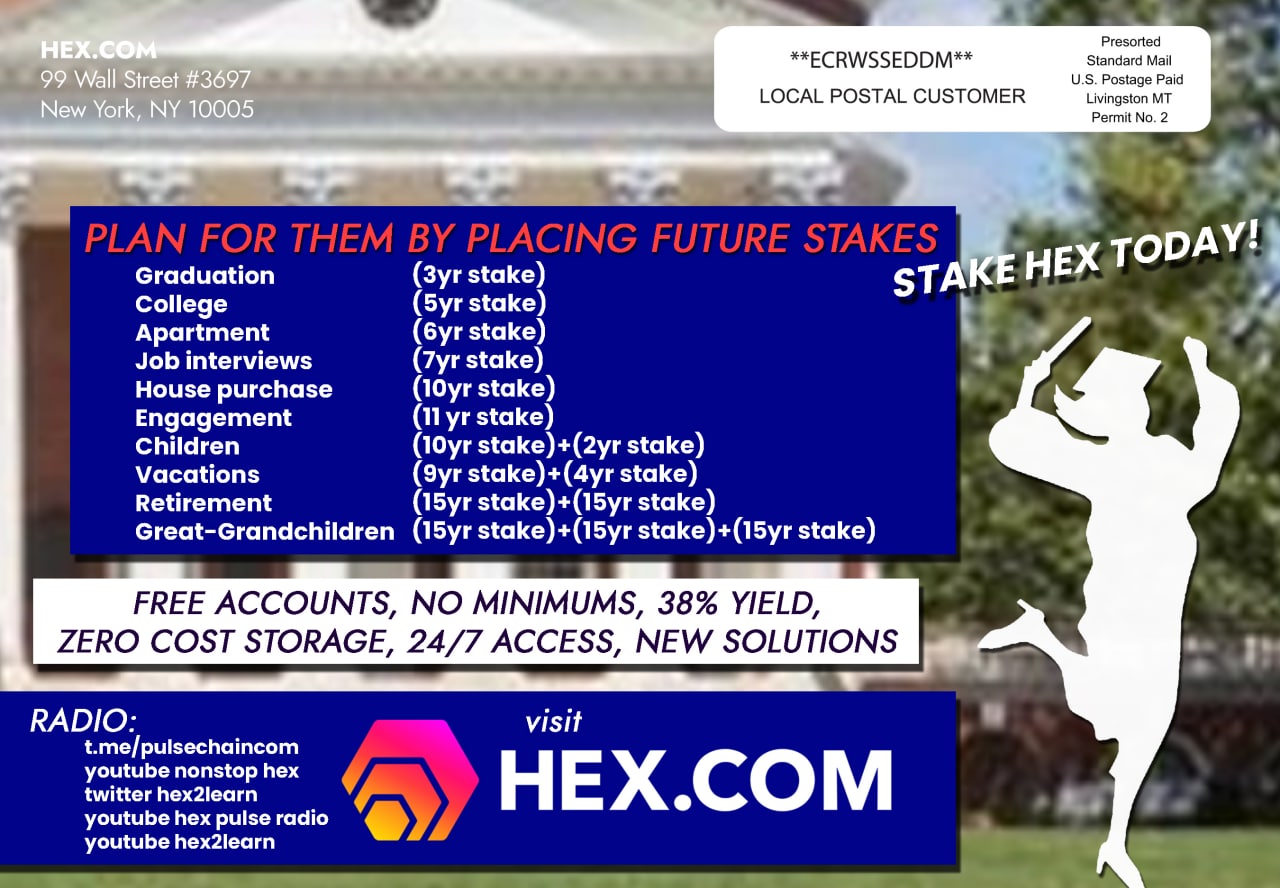 HEX.COM
99 Wall Street #3697
New York, NY 10005
**ECRWSSEDDM**
LOCAL POSTAL CUSTOMER
Presorted
Standard Mail
U.S. Postage Paid
Livingston MT
Permit No. 2
PLAN FOR THEM BY PLACING FUTURE STAKES
Graduation (3yr stake)
College (5yr stake)
Apartment (6yr stake)
Job interviews (7yr stake)
House purchase (10yr stake)
Engagement (11 yr stake)
Children (10yr stake)+(2yr stake)
Vacations (9yr stake)+(4yr stake)
Retirement (15yr stake)+(15yr stake)
Great-Grandchildren (15yr stake)+(15yr stake)+(15yr stake)
STAKE HEX TODAY!
FREE ACCOUNTS, NO MINIMUMS, 38% YIELD,
ZERO COST STORAGE, 24/7 ACCESS, NEW SOLUTIONS
RADIO:
t.me/pulsechaincom
youtube nonstop hex
twitter hex2learn
youtube hex pulse radio
youtube hex2learn
visit
HEX.COM